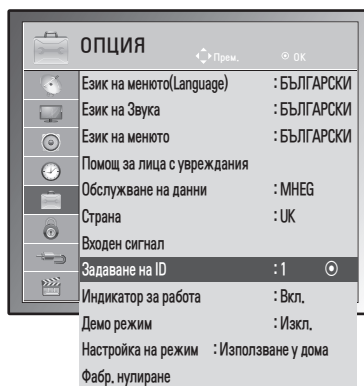 ОПЦИЯ
Прем. OK
Език на менюто(Language) : БЪЛГАРСКИ
Език на Звука : БЪЛГАРСКИ
Език на менюто : БЪЛГАРСКИ
Помощ за лица с увреждания
Обслужване на данни : MHEG
Страна : UK
Входен сигнал
Задаване на ID : 1
Индикатор за работа : Вкл.
Демо режим : Изкл.
Настройка на режим : Използване у дома
Фабр. нулиране